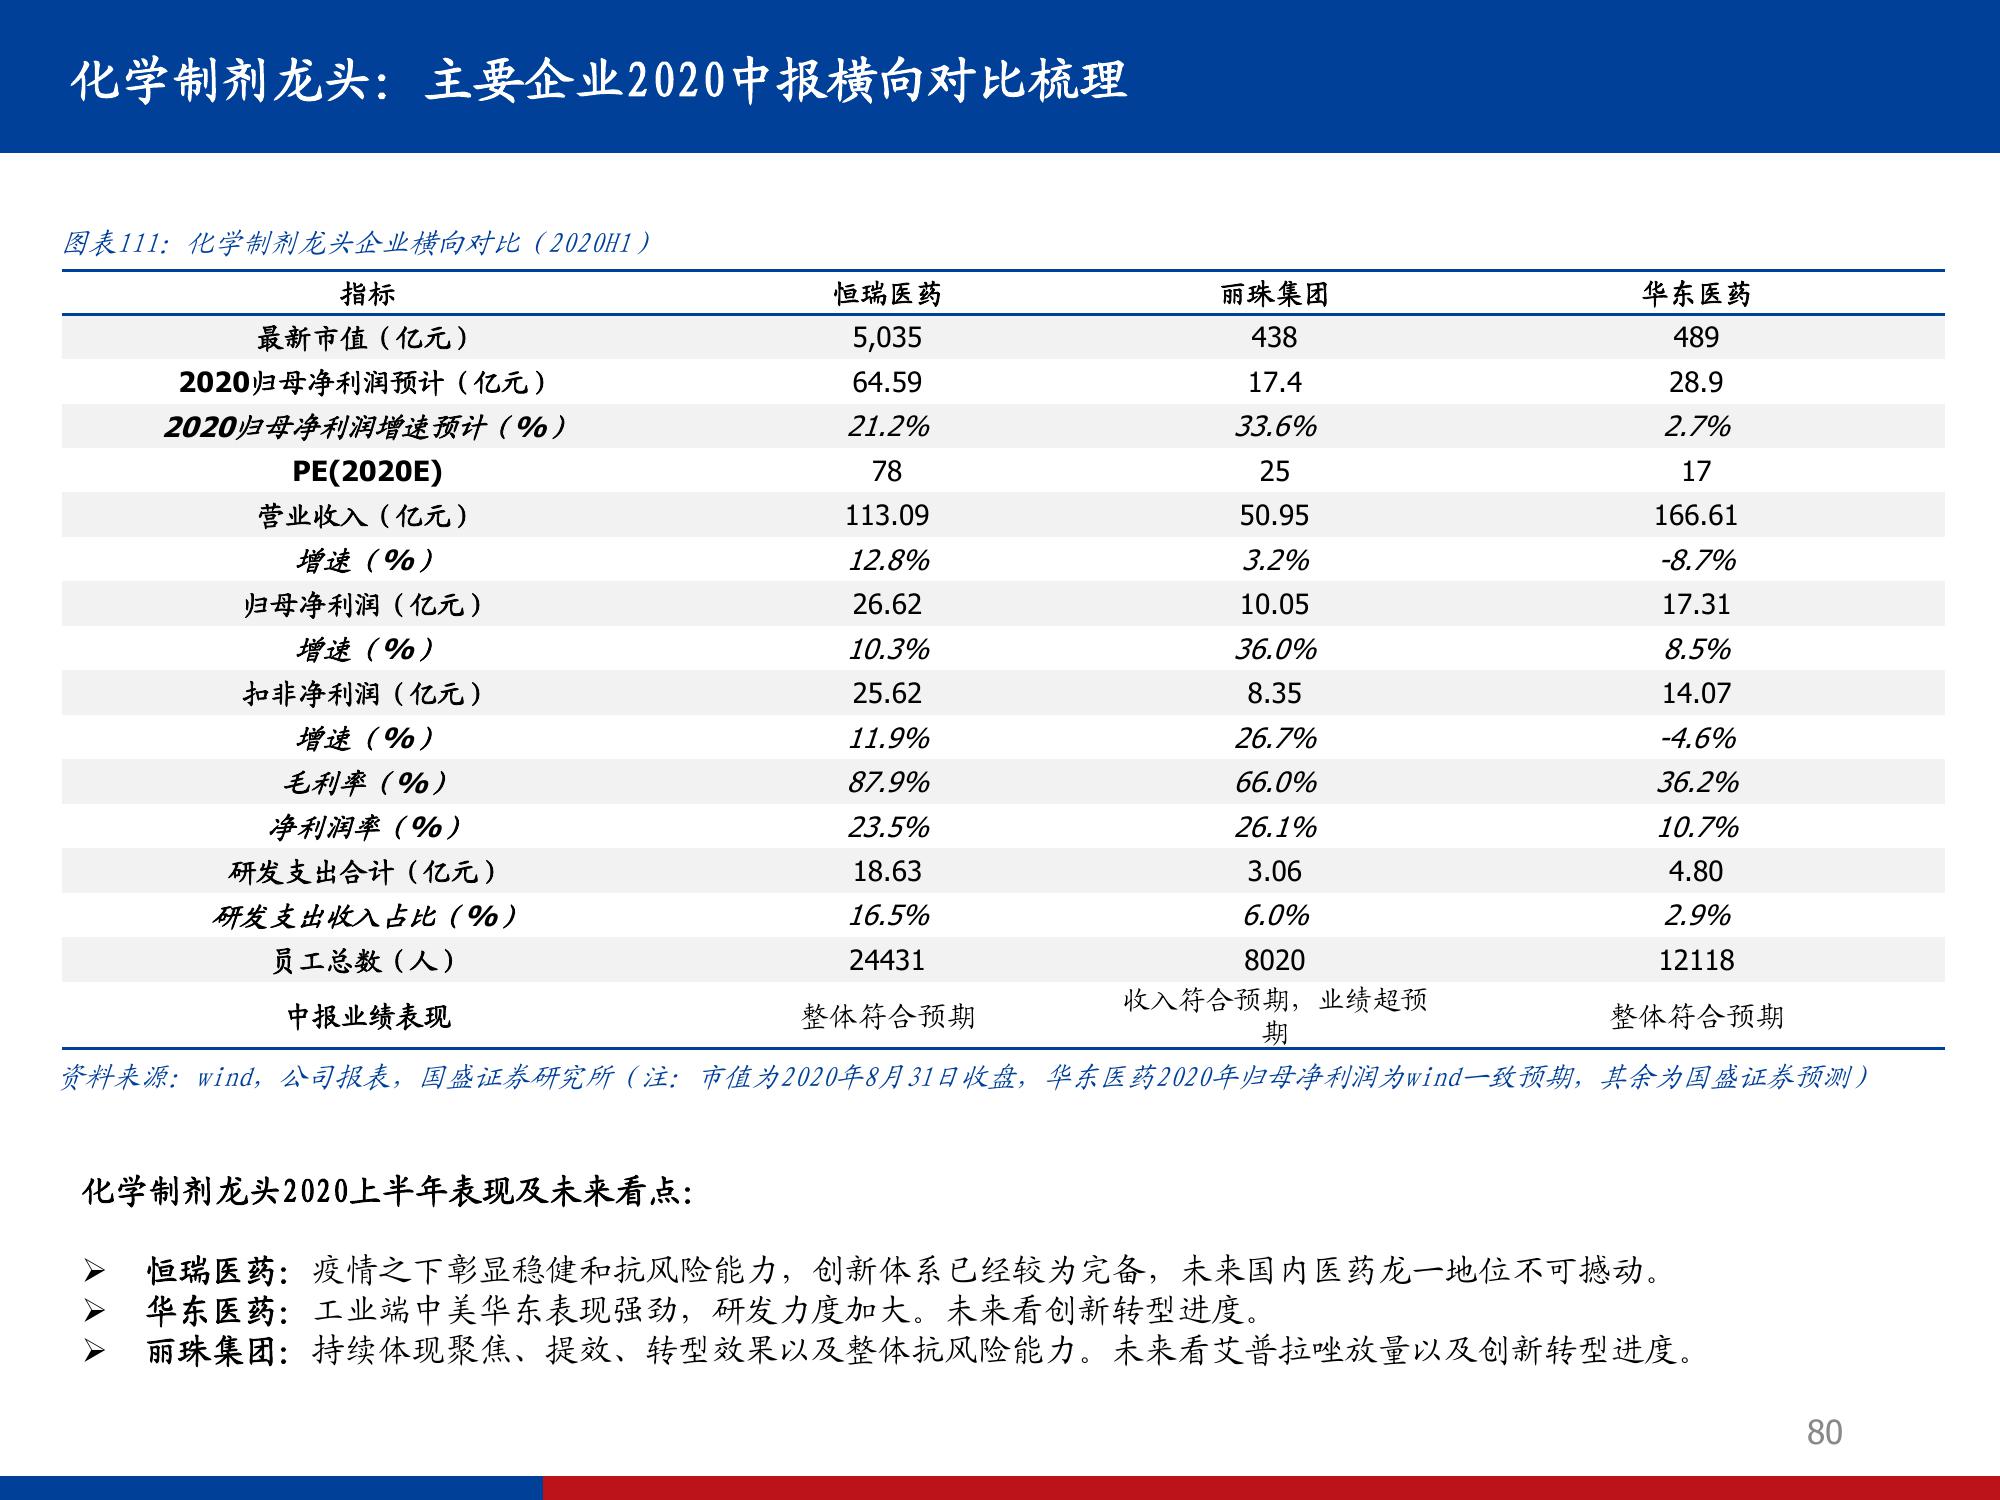 化学制剂龙头：主要企业2020中报横向对比梳理
图表111：化学制剂龙头企业横向对比（2020H1）
指标 恒瑞医药 丽珠集团 华东医药
最新市值（亿元） 5,035 438 489
2020归母净利润预计（亿元） 64.59 17.4 28.9
2020归母净利润增速预计（%） 21.2% 33.6% 2.7%
PE(2020E) 78 25 17
营业收入（亿元） 113.09 50.95 166.61
增速（%） 12.8% 3.2% -8.7%
归母净利润（亿元） 26.62 10.05 17.31
增速（%） 10.3% 36.0% 8.5%
扣非净利润（亿元） 25.62 8.35 14.07
增速（%） 11.9% 26.7% -4.6%
毛利率（%） 87.9% 66.0% 36.2%
净利润率（%） 23.5% 26.1% 10.7%
研发支出合计（亿元） 18.63 3.06 4.80
研发支出收入占比（%） 16.5% 6.0% 2.9%
员工总数（人） 24431 8020 12118
中报业绩表现 整体符合预期 收入符合预期，业绩超预 整体符合预期
期
资料来源：wind，公司报表，国盛证券研究所（注：市值为2020年8月31日收盘，华东医药2020年归母净利润为wind一致预期，其余为国盛证券预测）
化学制剂龙头2020上半年表现及未来看点：
➢ 恒瑞医药：疫情之下彰显稳健和抗风险能力，创新体系已经较为完备，未来国内医药龙一地位不可撼动。
➢ 华东医药：工业端中美华东表现强劲，研发力度加大。未来看创新转型进度。
➢ 丽珠集团：持续体现聚焦、提效、转型效果以及整体抗风险能力。未来看艾普拉唑放量以及创新转型进度。
80